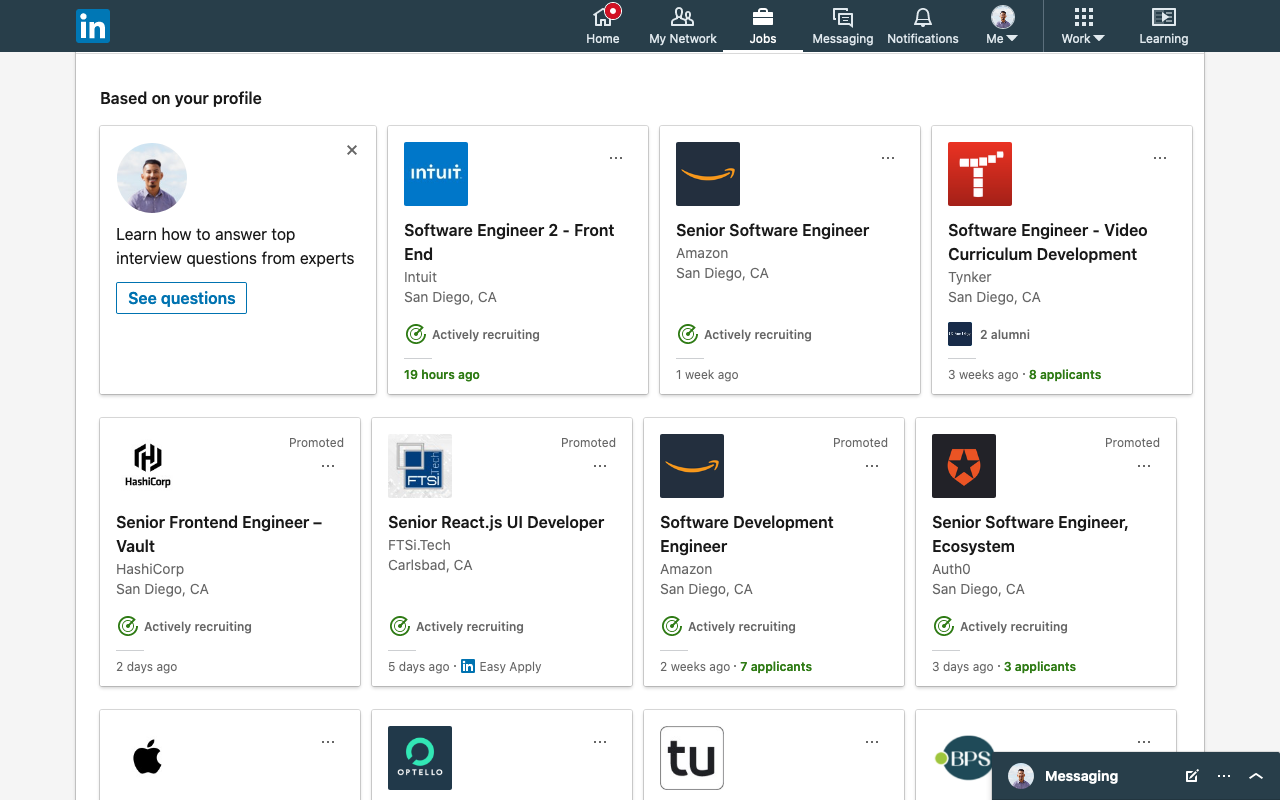 in
Home
My Network
Jobs
Messaging
Notifications
Me
Work
Learning
Based on your profile
Learn how to answer top
interview questions from experts
See questions
intuit
Software Engineer 2 - Front
End
Intuit
San Diego, CA
Actively recruiting
19 hours ago
Senior Software Engineer
Amazon
San Diego, CA
Actively recruiting
1 week ago
Software Engineer - Video
Curriculum Development
Tynker
San Diego, CA
2 alumni
3 weeks ago · 8 applicants
Promoted
HashiCorp
Senior Frontend Engineer –
Vault
HashiCorp
San Diego, CA
Actively recruiting
2 days ago
Promoted
FTSi.Tech
Senior React.js UI Developer
FTSi.Tech
Carlsbad, CA
Actively recruiting
5 days ago · in Easy Apply
Promoted
Software Development
Engineer
Amazon
San Diego, CA
Actively recruiting
2 weeks ago · 7 applicants
Promoted
Senior Software Engineer,
Ecosystem
Auth0
San Diego, CA
Actively recruiting
3 days ago · 3 applicants
OPTELLO
tu
BPS
Messaging